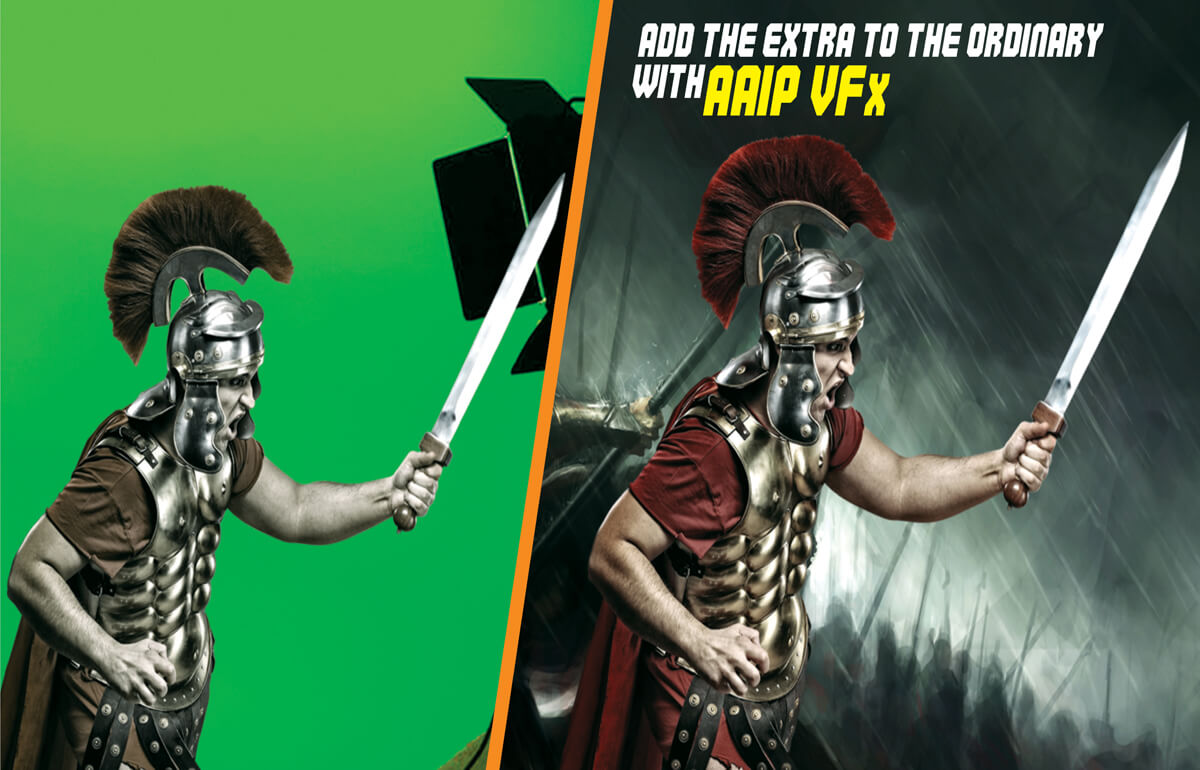 ADD THE EXTRA TO THE ORDINARY
WITH AAIP VFX